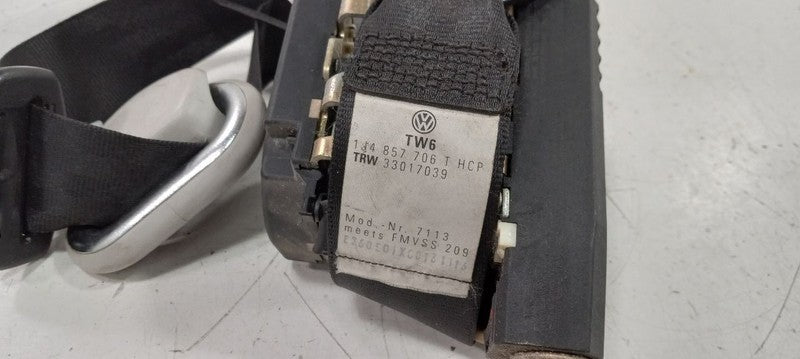 TW6
1J4 857 706 T HCP
TRW 33017039
Mod.-Nr. 7113
meets FMVSS 209